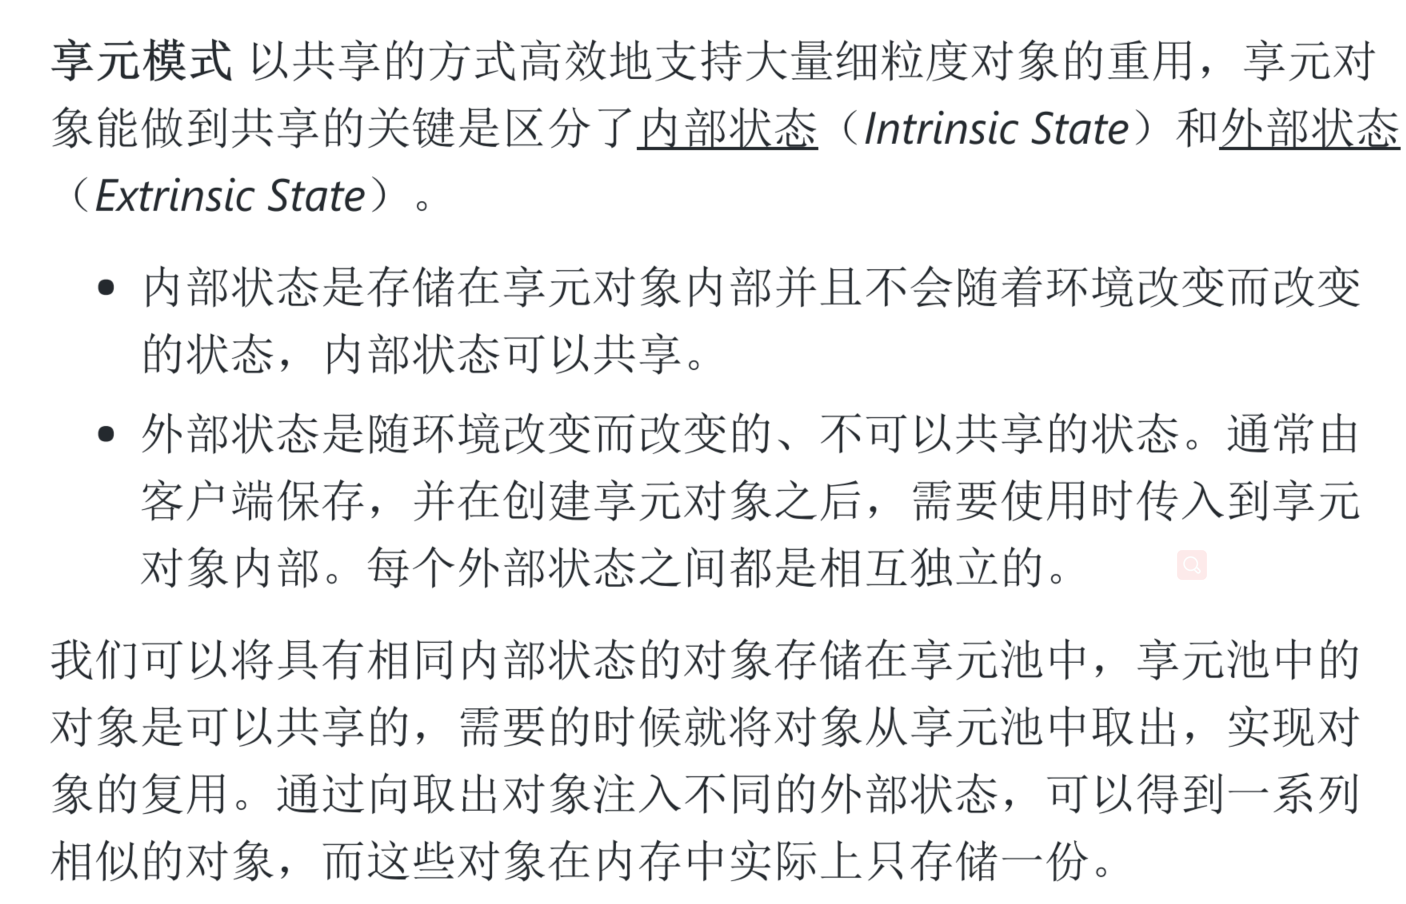 享元模式 以共享的方式高效地支持大量细粒度对象的重用，享元对
象能做到共享的关键是区分了内部状态（Intrinsic State）和外部状态
（Extrinsic State）。
• 内部状态是存储在享元对象内部并且不会随着环境改变而改变
的状态，内部状态可以共享。
• 外部状态是随环境改变而改变的、不可以共享的状态。通常由
客户端保存，并在创建享元对象之后，需要使用时传入到享元
对象内部。每个外部状态之间都是相互独立的。
我们可以将具有相同内部状态的对象存储在享元池中，享元池中的
对象是可以共享的，需要的时候就将对象从享元池中取出，实现对
象的复用。通过向取出对象注入不同的外部状态，可以得到一系列
相似的对象，而这些对象在内存中实际上只存储一份。